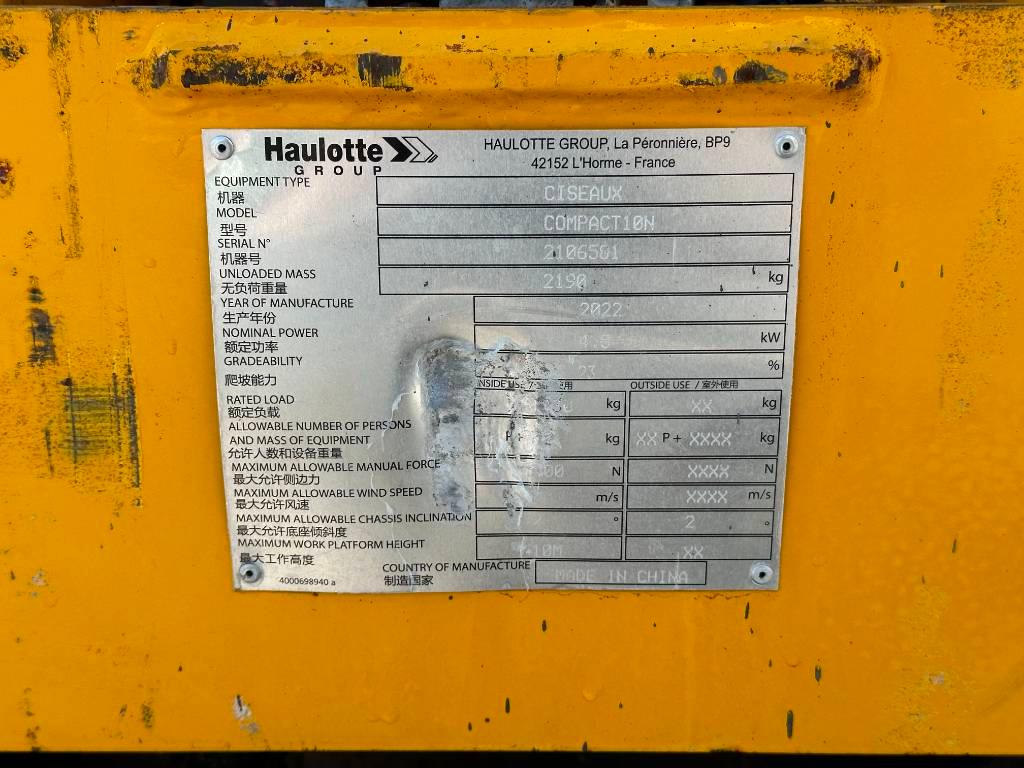 Haulotte
GROUP
HAULOTTE GROUP, La Péronnière, BP9
42152 L'Horme - France
EQUIPMENT TYPE CISEAUX
机器
MODEL COMPACT10N
型号
SERIAL N°
机器号
UNLOADED MASS 2190 kg
无负荷重量
YEAR OF MANUFACTURE 2022
生产年份
NOMINAL POWER kW
额定功率
GRADEABILITY 23 %
爬坡能力
INSIDE USE OUTSIDE USE / 室外使用
RATED LOAD kg XX kg
额定负载
ALLOWABLE NUMBER OF PERSONS
AND MASS OF EQUIPMENT kg XX P + XXXX kg
允许人数和设备重量
MAXIMUM ALLOWABLE MANUAL FORCE N XXXX N
最大允许侧边力
MAXIMUM ALLOWABLE WIND SPEED m/s XXXX m/s
最大允许风速
MAXIMUM ALLOWABLE CHASSIS INCLINATION ° 2 °
最大允许底座倾斜度
MAXIMUM WORK PLATFORM HEIGHT XX
最大工作高度
COUNTRY OF MANUFACTURE MADE IN CHINA
制造国家
4000698940 a